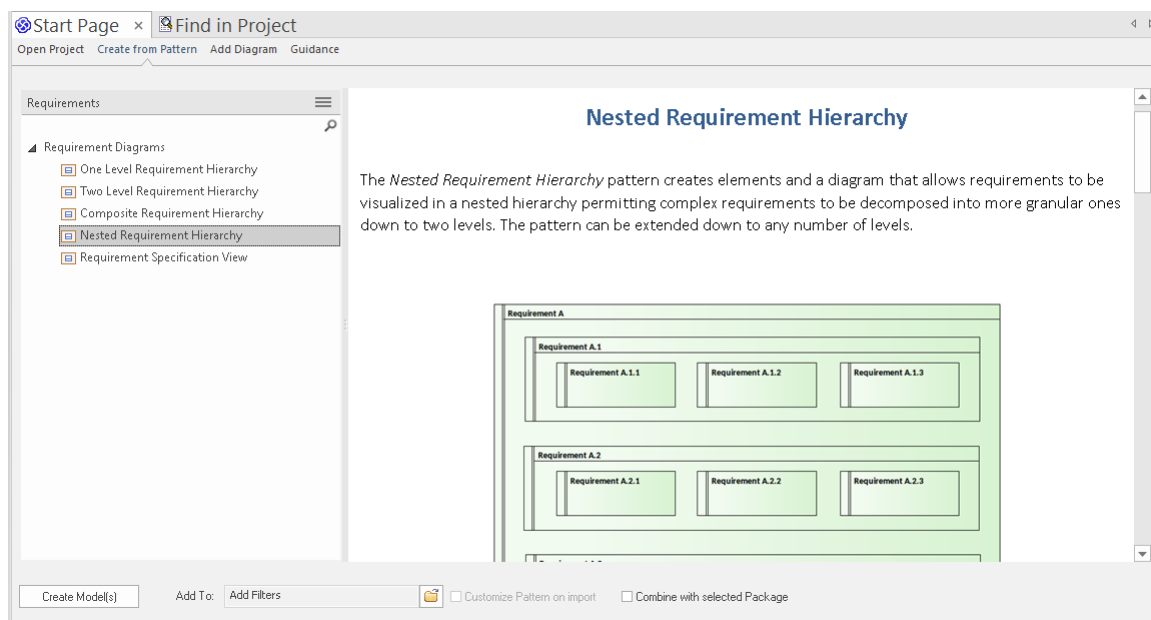 Start Page × Find in Project
Open Project Create from Pattern Add Diagram Guidance
Requirements
Requirement Diagrams
One Level Requirement Hierarchy
Two Level Requirement Hierarchy
Composite Requirement Hierarchy
Nested Requirement Hierarchy
Requirement Specification View
Nested Requirement Hierarchy
The Nested Requirement Hierarchy pattern creates elements and a diagram that allows requirements to be
visualized in a nested hierarchy permitting complex requirements to be decomposed into more granular ones
down to two levels. The pattern can be extended down to any number of levels.
Requirement A
Requirement A.1
Requirement A.1.1 Requirement A.1.2 Requirement A.1.3
Requirement A.2
Requirement A.2.1 Requirement A.2.2 Requirement A.2.3
Create Model(s) Add To: Add Filters Customize Pattern on import Combine with selected Package